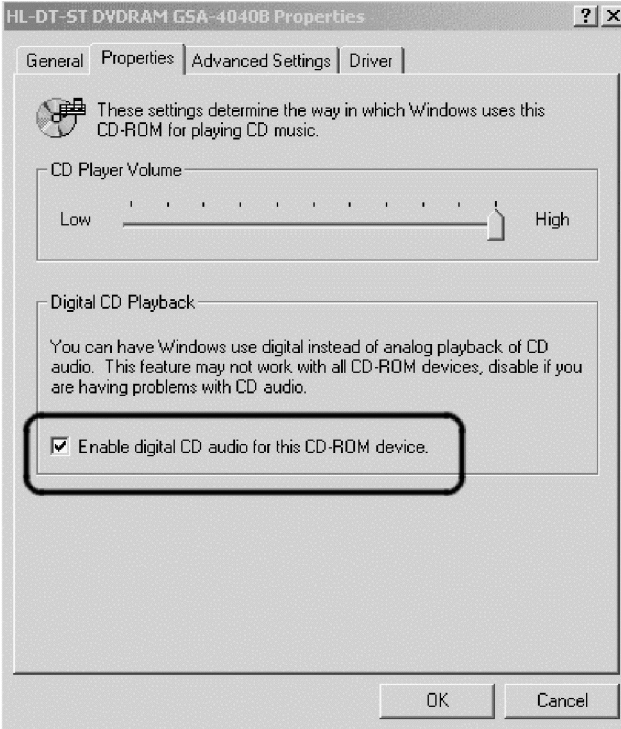 HL-DT-ST DVDRAM GSA-4040B Properties
General Properties Advanced Settings Driver
These settings determine the way in which Windows uses this
CD-ROM for playing CD music.
CD Player Volume
Low High
Digital CD Playback
You can have Windows use digital instead of analog playback of CD
audio. This feature may not work with all CD-ROM devices, disable if you
are having problems with CD audio.
Enable digital CD audio for this CD-ROM device.
OK Cancel